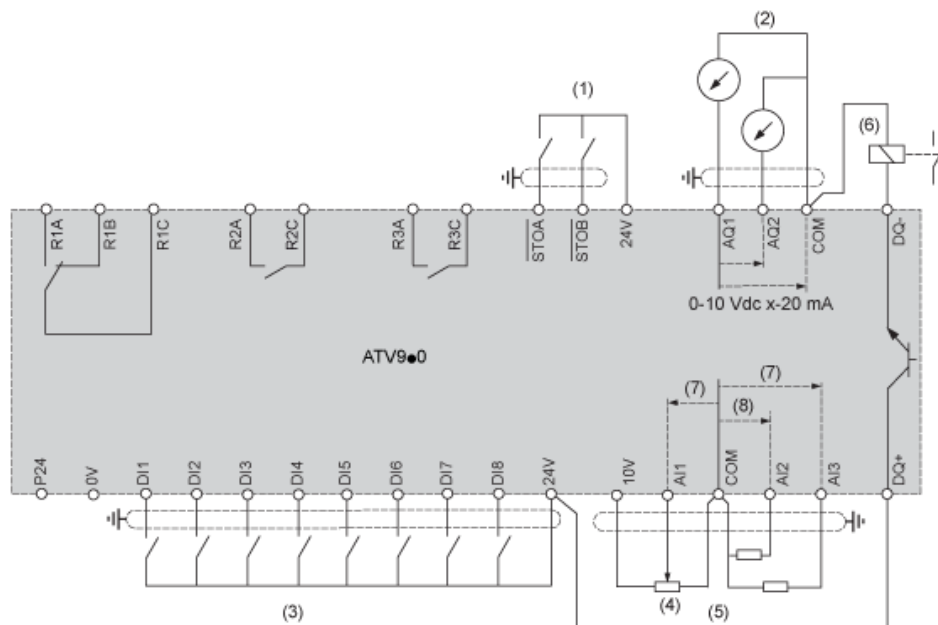 (2)
(1)
(6)
R1A R1B R1C R2A R2C R3A R3C STOA STOB 24V AQ1 AQ2 COM DQ-
0-10 Vdc x-20 mA
ATV9●0
(7)
(7)
(8)
P24 0V DI1 DI2 DI3 DI4 DI5 DI6 DI7 DI8 24V 10V AI1 COM AI2 AI3 DQ+
(3) (4) (5)